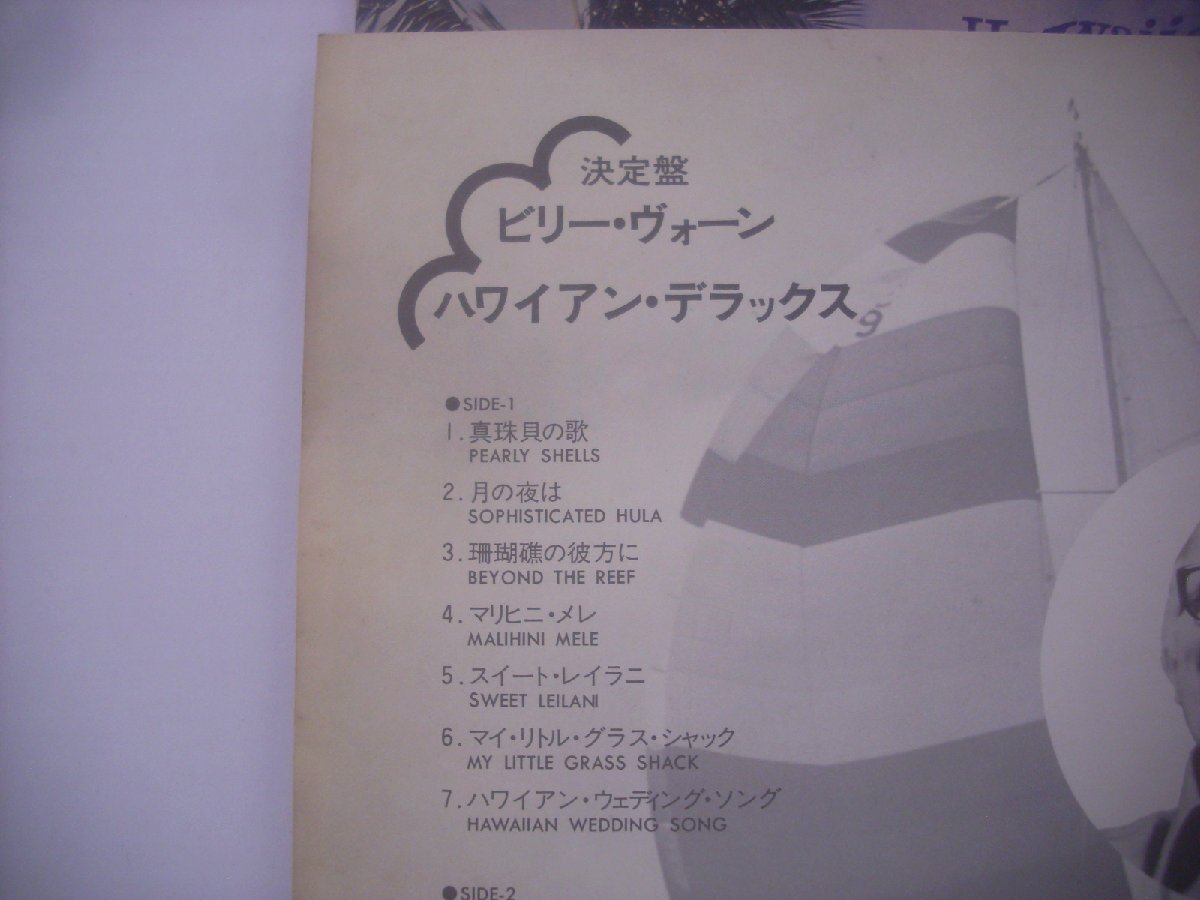 Hawaii
決定盤
ビリー・ヴォーン
ハワイアン・デラックス
9
●SIDE-1
1. 真珠貝の歌
PEARLY SHELLS
2. 月の夜は
SOPHISTICATED HULA
3. 珊瑚礁の彼方に
BEYOND THE REEF
4. マリヒニ・メレ
MALIHINI MELE
5. スイート・レイラニ
SWEET LEILANI
6. マイ・リトル・グラス・シャック
MY LITTLE GRASS SHACK
7. ハワイアン・ウェディング・ソング
HAWAIIAN WEDDING SONG
●SIDE-2